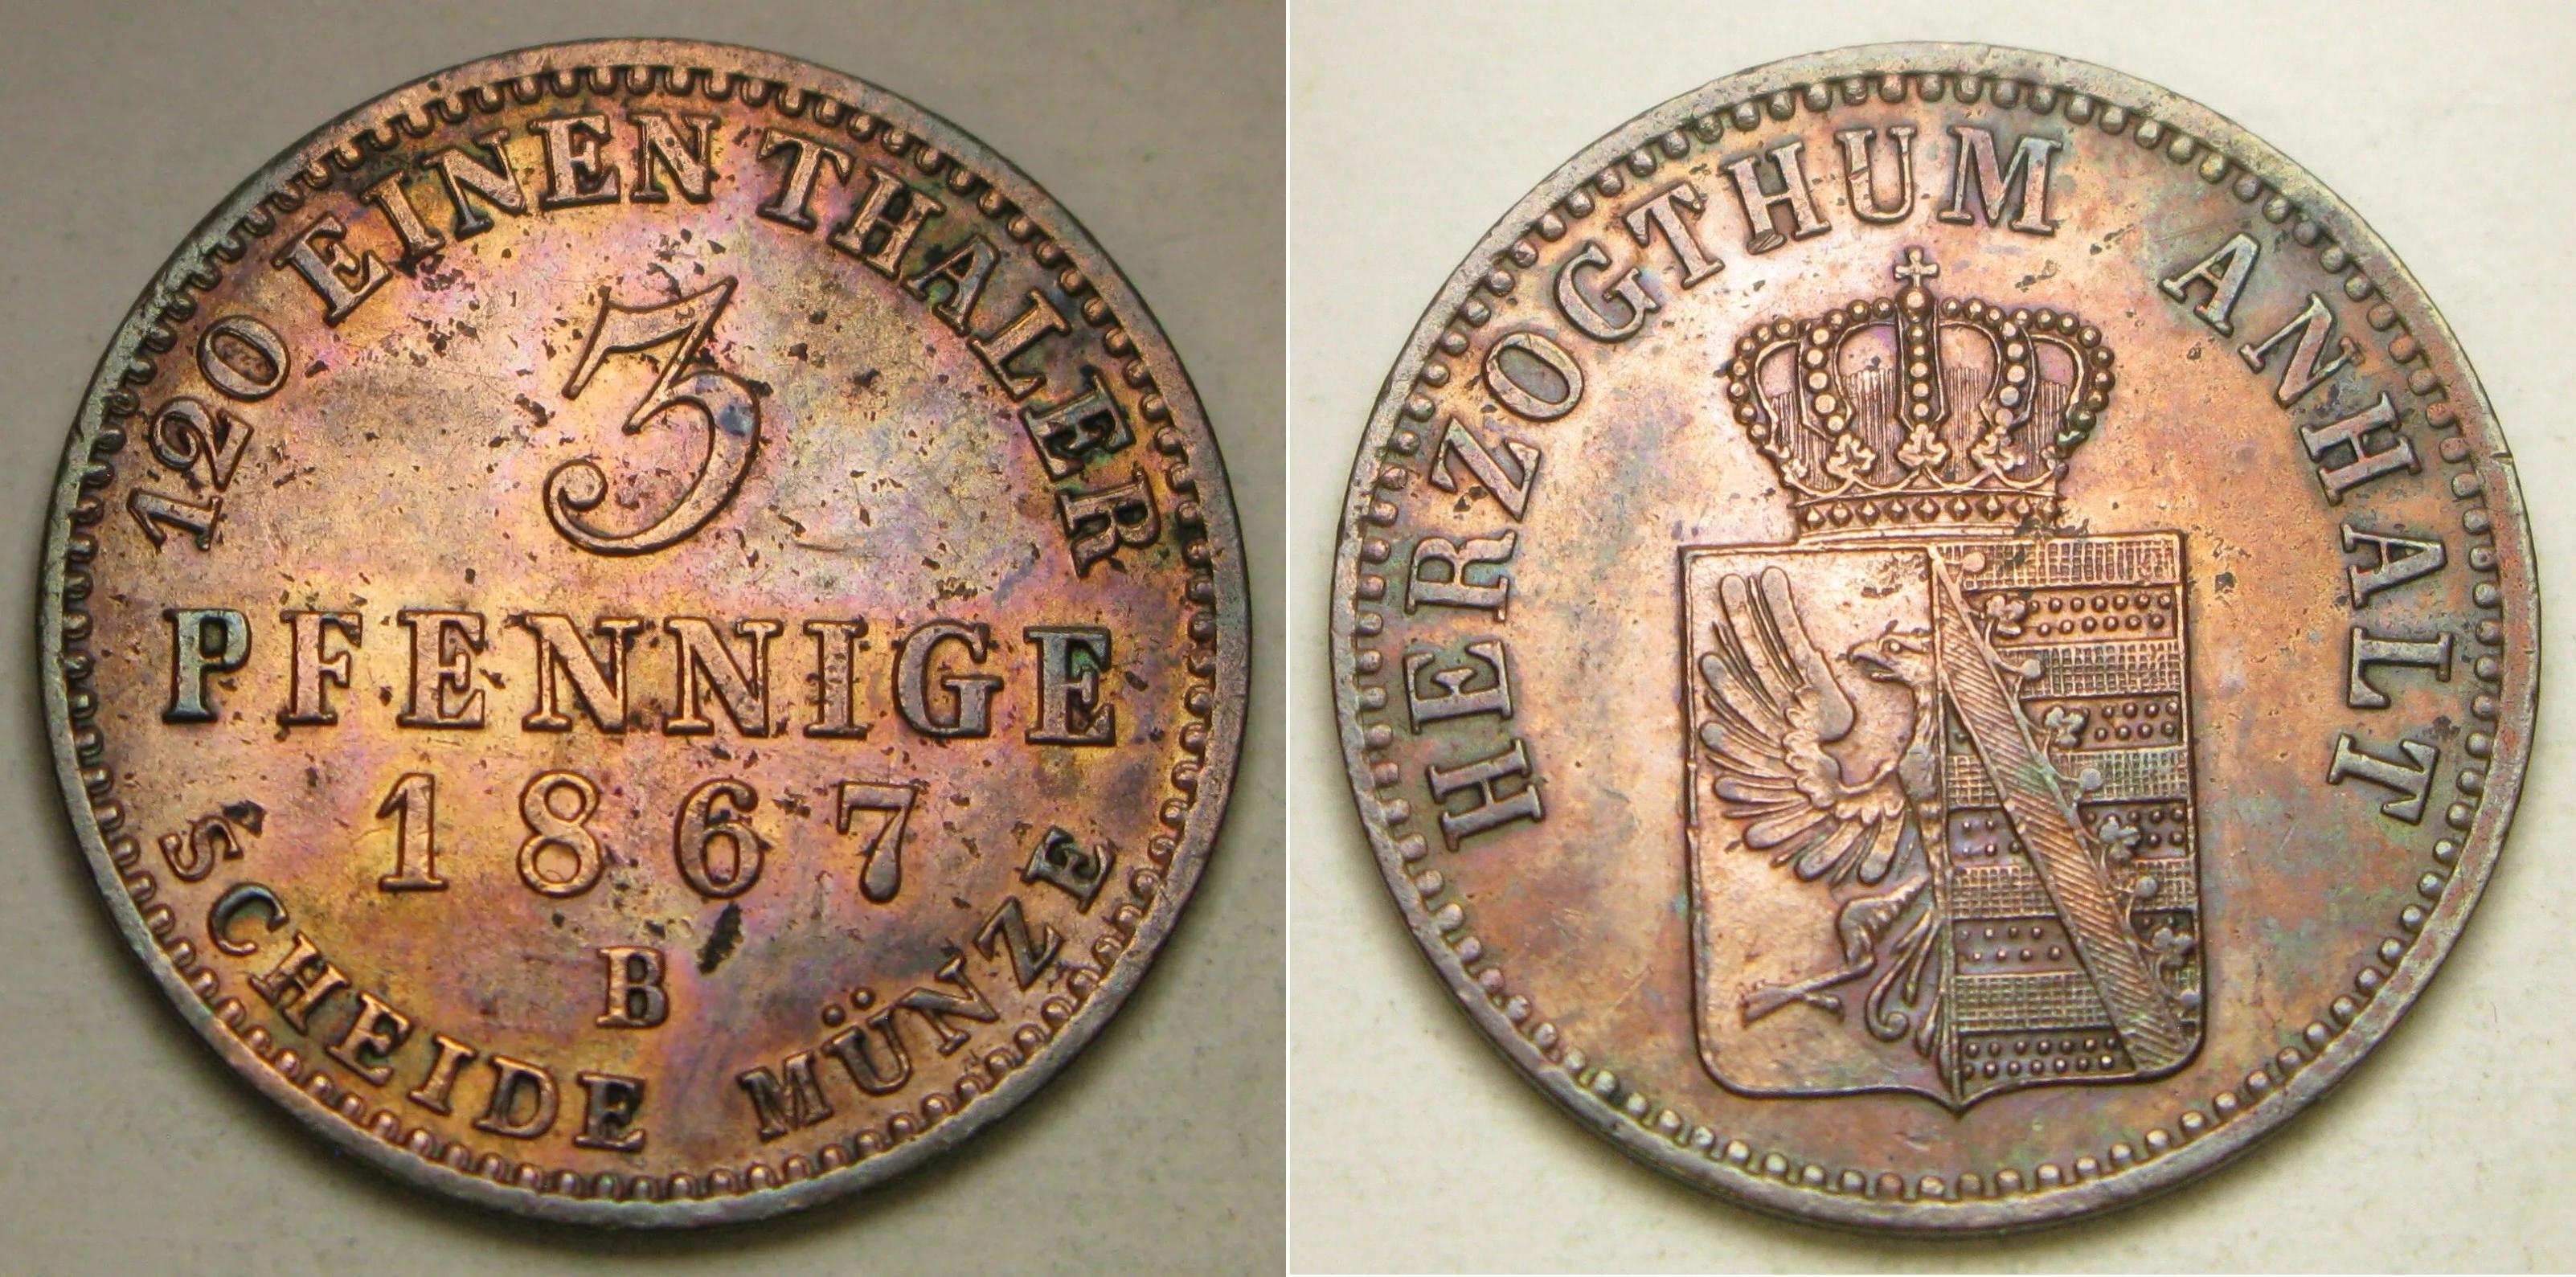 120 EINEN THALER
3
PFENNIGE
1867
B
SCHEIDE MÜNZE
HERZOGTHUM ANHALT